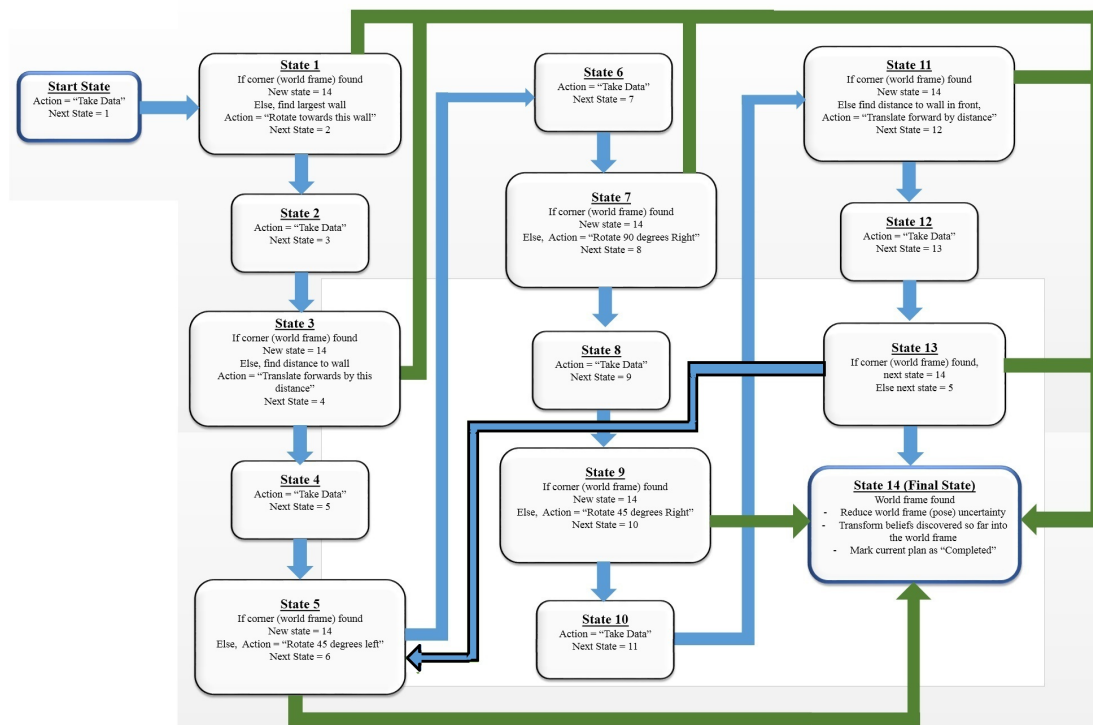 Start State
Action = “Take Data”
Next State = 1
State 1
If corner (world frame) found
New state = 14
Else, find largest wall
Action = “Rotate towards this wall”
Next State = 2
State 2
Action = “Take Data”
Next State = 3
State 3
If corner (world frame) found
New state = 14
Else, find distance to wall
Action = “Translate forwards by this
distance”
Next State = 4
State 4
Action = “Take Data”
Next State = 5
State 5
If corner (world frame) found
New state = 14
Else, Action = “Rotate 45 degrees left”
Next State = 6
State 6
Action = “Take Data”
Next State = 7
State 7
If corner (world frame) found
New state = 14
Else, Action = “Rotate 90 degrees Right”
Next State = 8
State 8
Action = “Take Data”
Next State = 9
State 9
If corner (world frame) found
New state = 14
Else, Action = “Rotate 45 degrees Right”
Next State = 10
State 10
Action = “Take Data”
Next State = 11
State 11
If corner (world frame) found
New state = 14
Else find distance to wall in front,
Action = “Translate forward by distance”
Next State = 12
State 12
Action = “Take Data”
Next State = 13
State 13
If corner (world frame) found,
next state = 14
Else next state = 5
State 14 (Final State)
World frame found
- Reduce world frame (pose) uncertainty
- Transform beliefs discovered so far into
the world frame
- Mark current plan as “Completed”